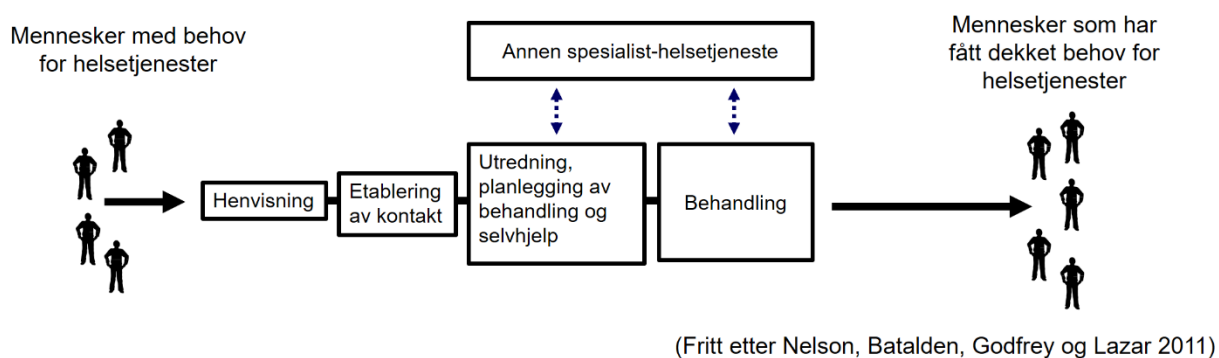 Mennesker med behov
for helsetjenester
Annen spesialist-helsetjeneste
Mennesker som har
fått dekket behov for
helsetjenester
Henvisning
Etablering
av kontakt
Utredning,
planlegging av
behandling og
selvhjelp
Behandling
(Fritt etter Nelson, Batalden, Godfrey og Lazar 2011)